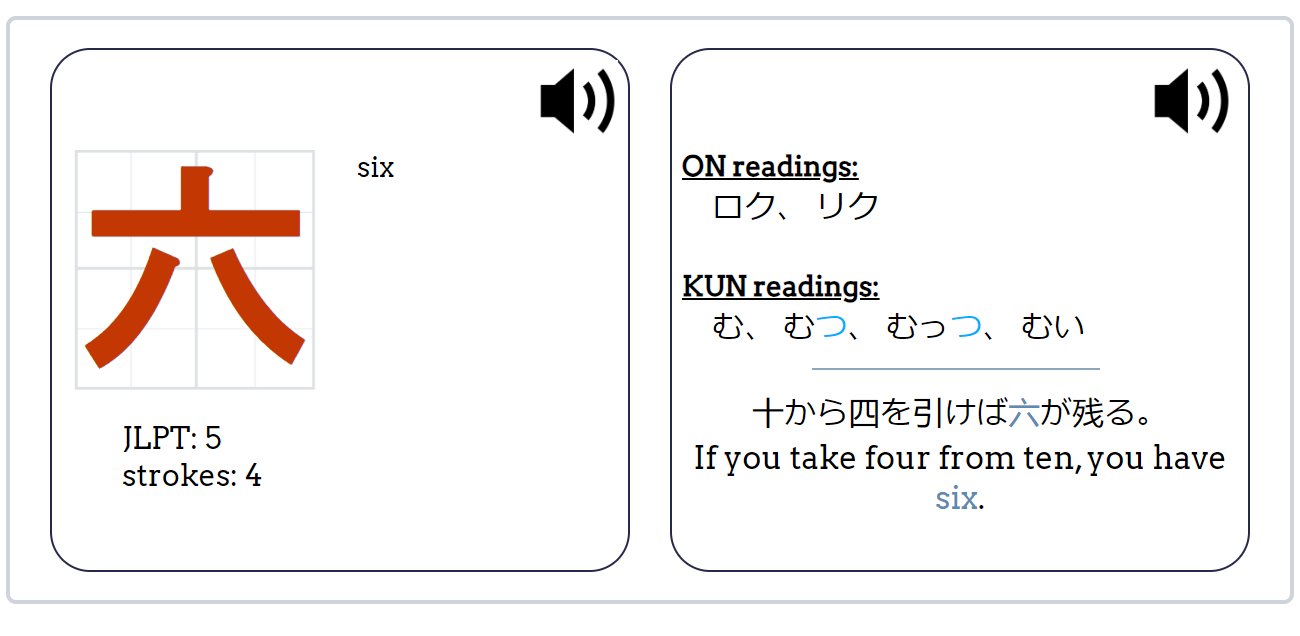 六
six
JLPT: 5
strokes: 4
ON readings:
ロク、 リク
KUN readings:
む、 むつ、 むっつ、 むい
十から四を引けば六が残る。
If you take four from ten, you have
six.